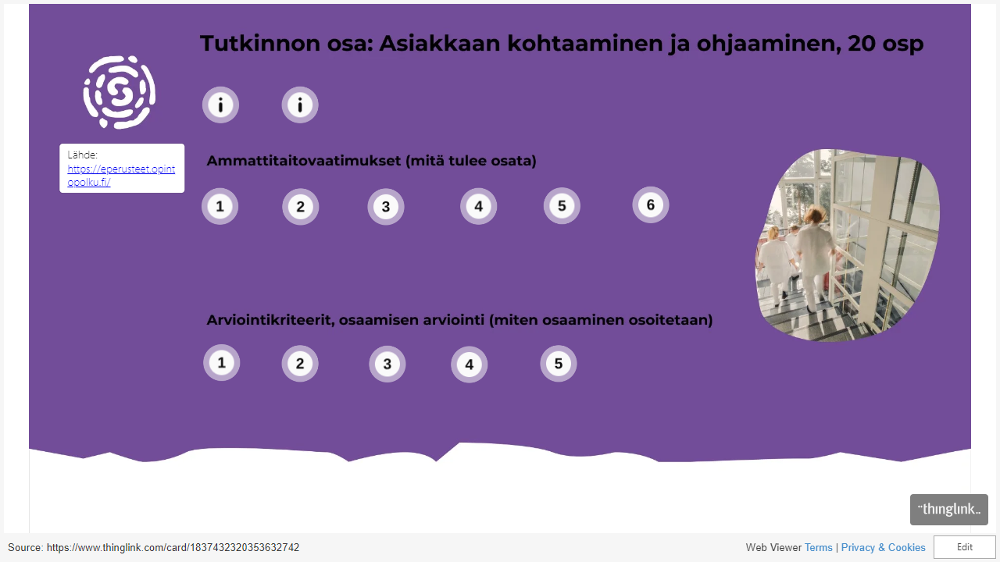 Tutkinnon osa: Asiakkaan kohtaaminen ja ohjaaminen, 20 osp
i i
Lähde:
https://eperusteet.opint
opolku.fi/
Ammattitaitovaatimukset (mitä tulee osata)
1 2 3 4 5 6
Arviointikriteerit, osaamisen arviointi (miten osaaminen osoitetaan)
1 2 3 4 5
thinglink..
Source: https://www.thinglink.com/card/1837432320353632742
Web Viewer Terms | Privacy & Cookies
Edit